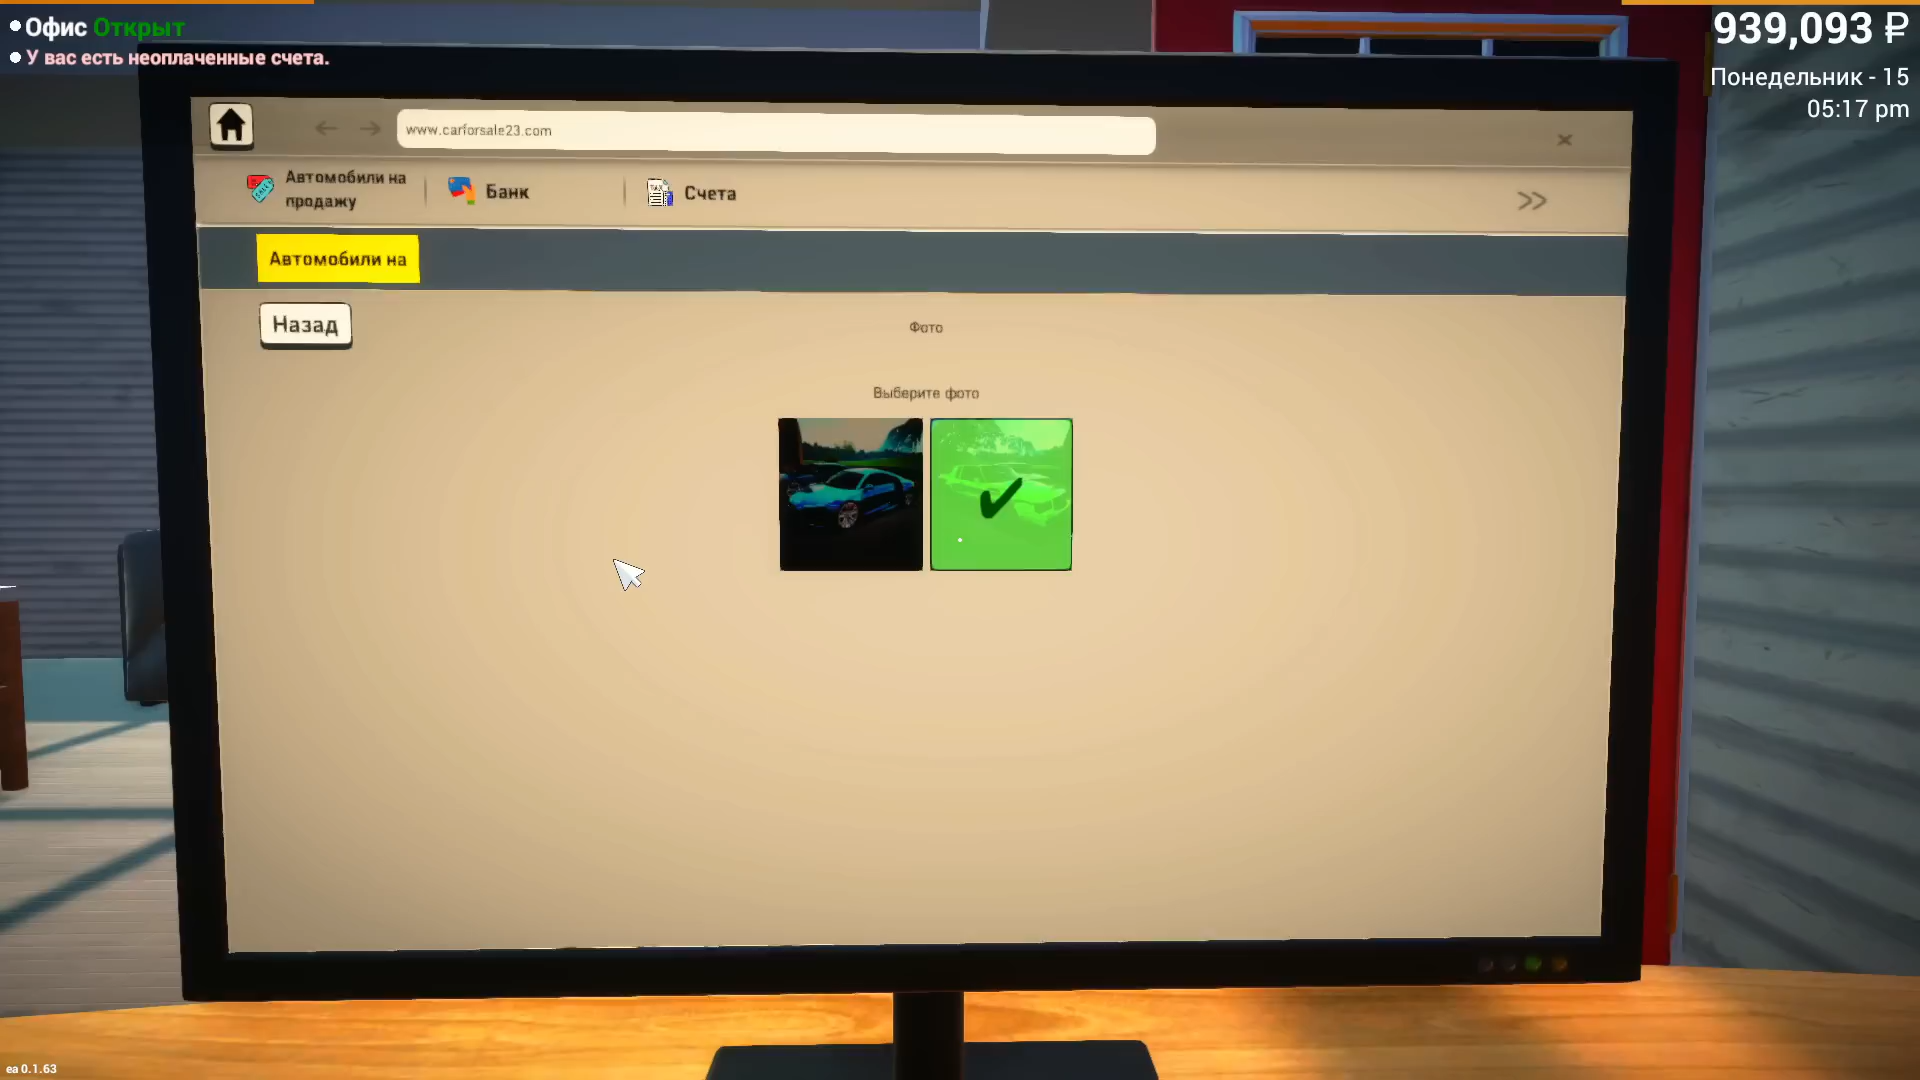 Офис Открыт
У вас есть неоплаченные счета.
939,093 ₽
Понедельник - 15
05:17 pm
www.carforsale23.com
Автомобили на
продажу
Банк
Счета
Автомобили на
Назад
Фото
Выберите фото
ea 0.1.63